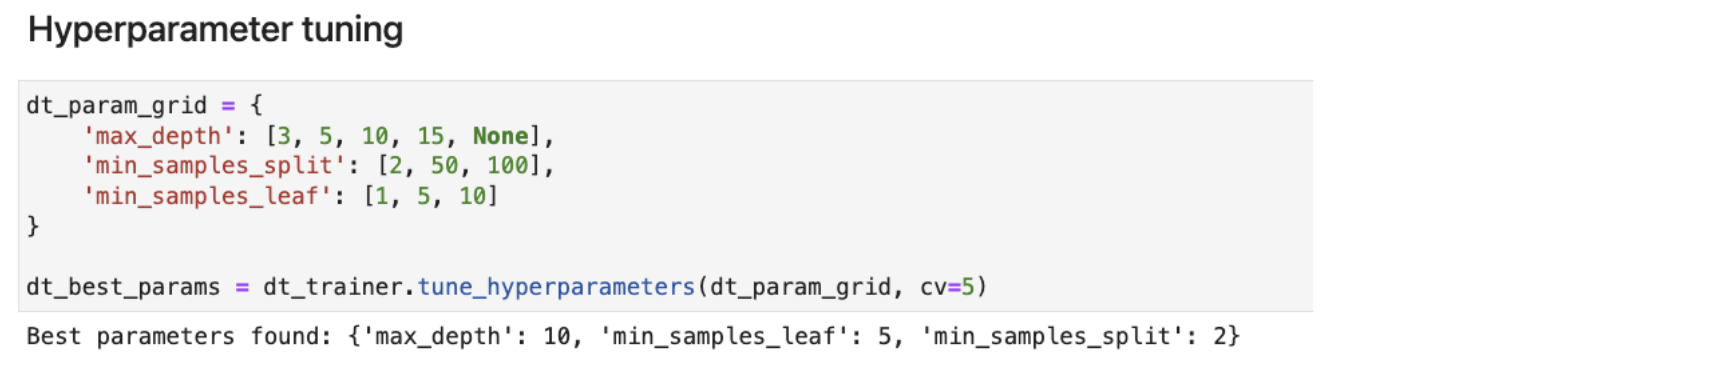 Hyperparameter tuning
dt_param_grid = {
    'max_depth': [3, 5, 10, 15, None],
    'min_samples_split': [2, 50, 100],
    'min_samples_leaf': [1, 5, 10]
}
dt_best_params = dt_trainer.tune_hyperparameters(dt_param_grid, cv=5)
Best parameters found: {'max_depth': 10, 'min_samples_leaf': 5, 'min_samples_split': 2}